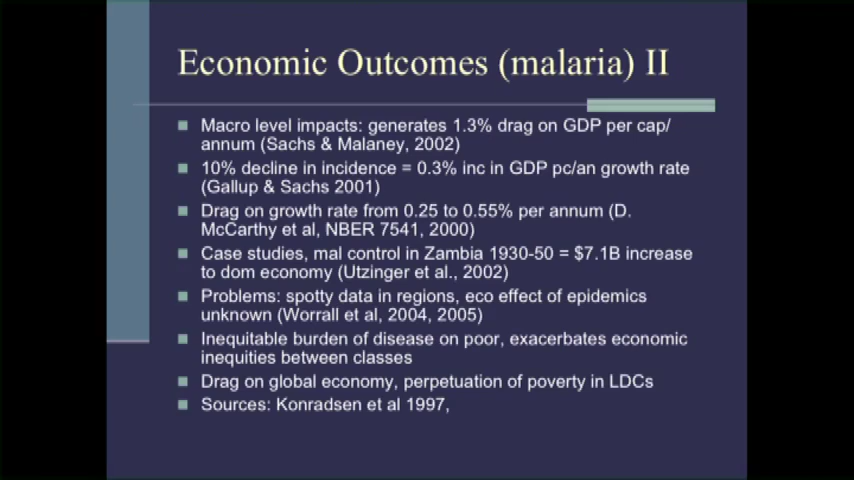 Economic Outcomes (malaria) II
Macro level impacts: generates 1.3% drag on GDP per cap/
annum (Sachs & Malaney, 2002)
10% decline in incidence = 0.3% inc in GDP pc/an growth rate
(Gallup & Sachs 2001)
Drag on growth rate from 0.25 to 0.55% per annum (D.
McCarthy et al, NBER 7541, 2000)
Case studies, mal control in Zambia 1930-50 = $7.1B increase
to dom economy (Utzinger et al., 2002)
Problems: spotty data in regions, eco effect of epidemics
unknown (Worrall et al, 2004, 2005)
Inequitable burden of disease on poor, exacerbates economic
inequities between classes
Drag on global economy, perpetuation of poverty in LDCs
Sources: Konradsen et al 1997,